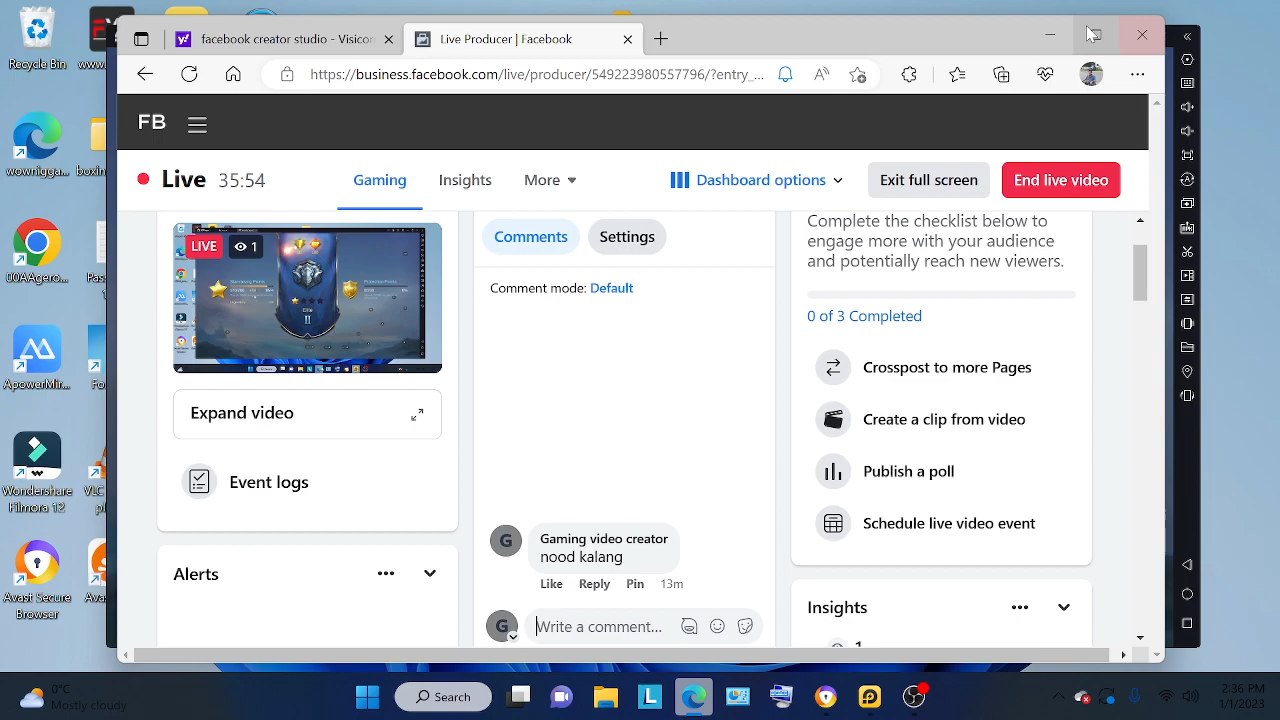 Recycle Bin
wownigga...
00AAgero...
ApowerMir...
Wondershare
Filmora 12
Avast Secure
Browser
facebook creator studio - Visicon
Live Producer | Facebook
https://business.facebook.com/live/producer/549223980557796/?entry_...
FB
Live 35:54
Gaming
Insights
More
Dashboard options
Exit full screen
End live video
LIVE
1
Elite
II
Expand video
Event logs
Alerts
Comments
Settings
Comment mode: Default
G
Gaming video creator
nood kalang
Like Reply Pin 13m
G
Write a comment...
Complete the checklist below to
engage more with your audience
and potentially reach new viewers.
0 of 3 Completed
Crosspost to more Pages
Create a clip from video
Publish a poll
Schedule live video event
Insights
0°C
Mostly cloudy
Search
2:36 PM
1/1/2023